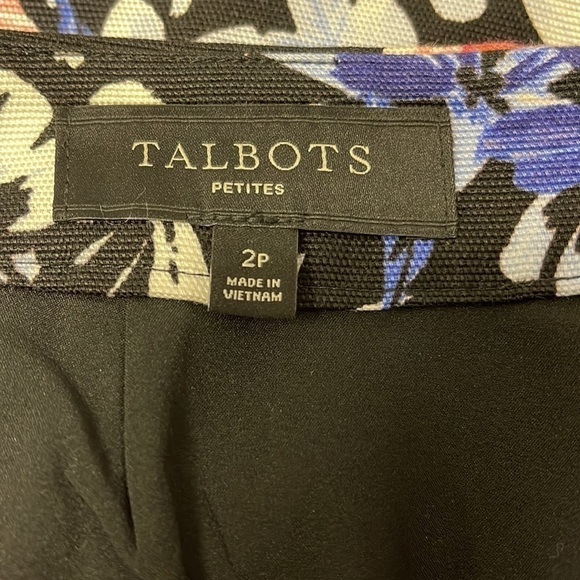 TALBOTS
PETITES
2P
MADE IN
VIETNAM